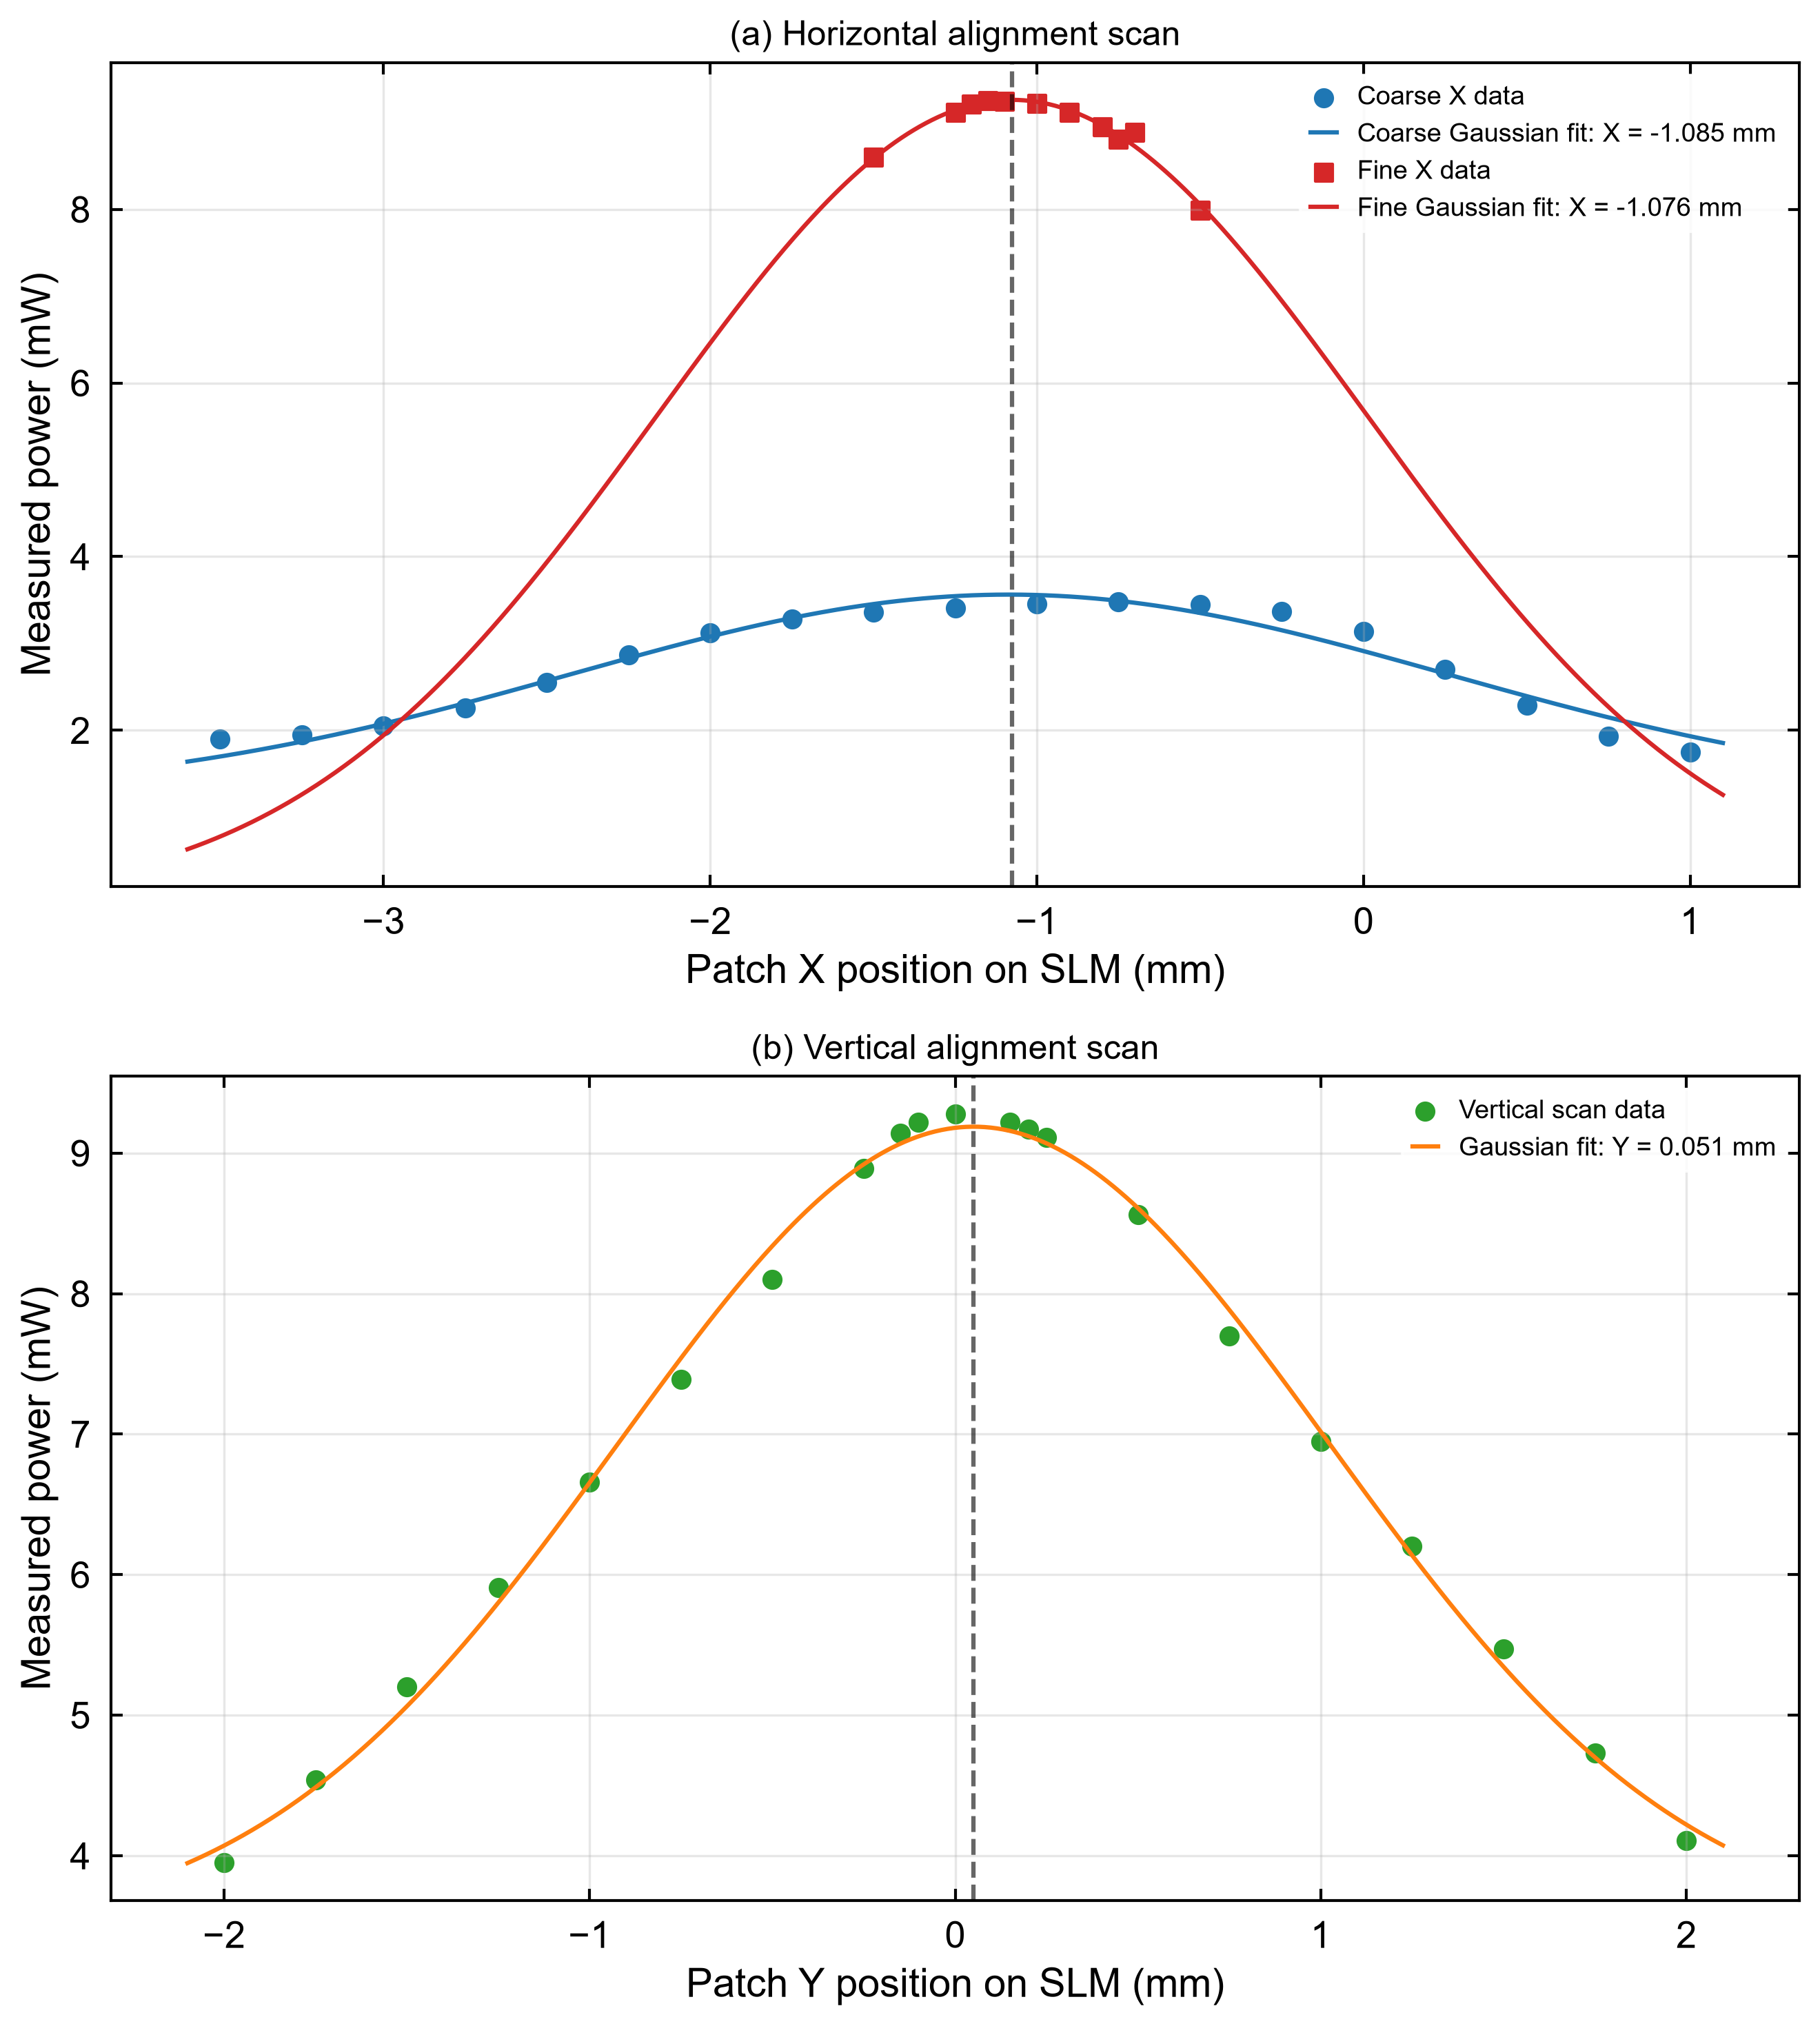 (a) Horizontal alignment scan
Coarse X data
Coarse Gaussian fit: X = -1.085 mm
Fine X data
Fine Gaussian fit: X = -1.076 mm
8
6
4
2
Measured power (mW)
−3
−2
−1
0
1
Patch X position on SLM (mm)
(b) Vertical alignment scan
Vertical scan data
Gaussian fit: Y = 0.051 mm
9
8
7
6
5
4
Measured power (mW)
−2
−1
0
1
2
Patch Y position on SLM (mm)